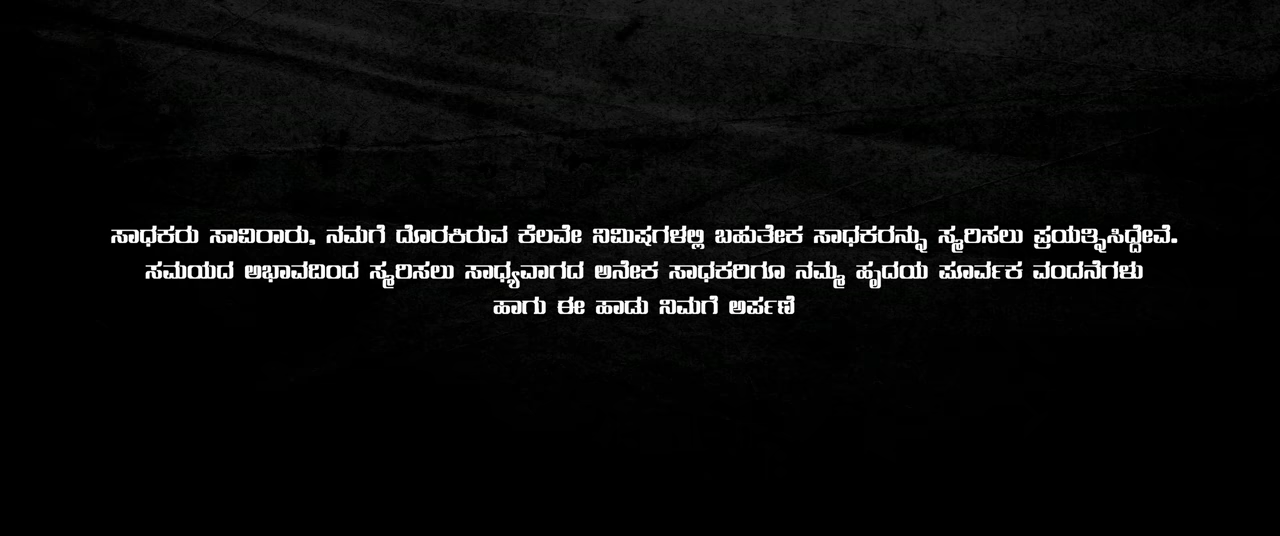 ಸಾಧಕರು ಸಾವಿರಾರು, ನಮಗೆ ದೊರಕಿರುವ ಕೆಲವೇ ನಿಮಿಷಗಳಲ್ಲಿ ಬಹುತೇಕ ಸಾಧಕರನ್ನು ಸ್ಮರಿಸಲು ಪ್ರಯತ್ನಿಸಿದ್ದೇವೆ.
ಸಮಯದ ಅಭಾವದಿಂದ ಸ್ಮರಿಸಲು ಸಾಧ್ಯವಾಗದ ಅನೇಕ ಸಾಧಕರಿಗೂ ನಮ್ಮ ಹೃದಯ ಪೂರ್ವಕ ವಂದನೆಗಳು
ಹಾಗು ಈ ಹಾಡು ನಿಮಗೆ ಅರ್ಪಣೆ